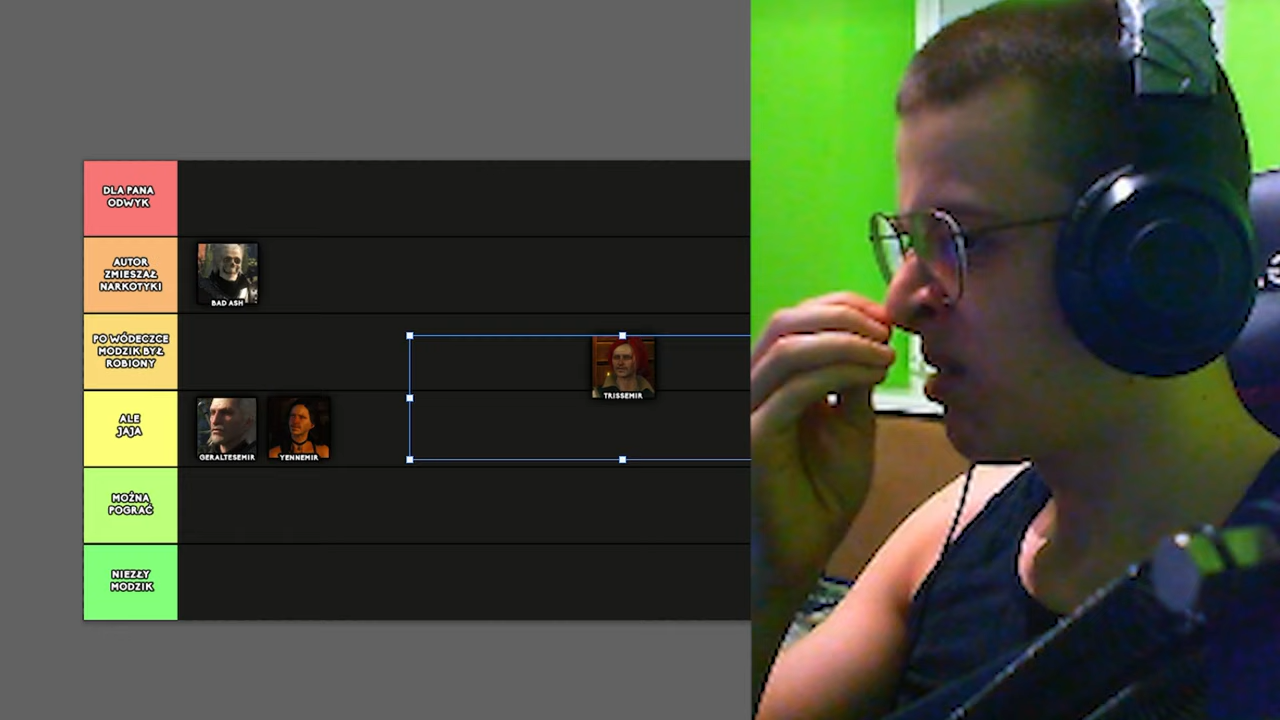 DLA PANA
ODWYK
AUTOR
ZMIESZAŁ
NARKOTYKI
BAD ASH
PO WÓDECZCE
MODZIK BYŁ
ROBIONY
TRISSEMIR
ALE
JAJA
GERALTESEMIR
YENNEMIR
MOŻNA
POGRAĆ
NIEZŁY
MODZIK